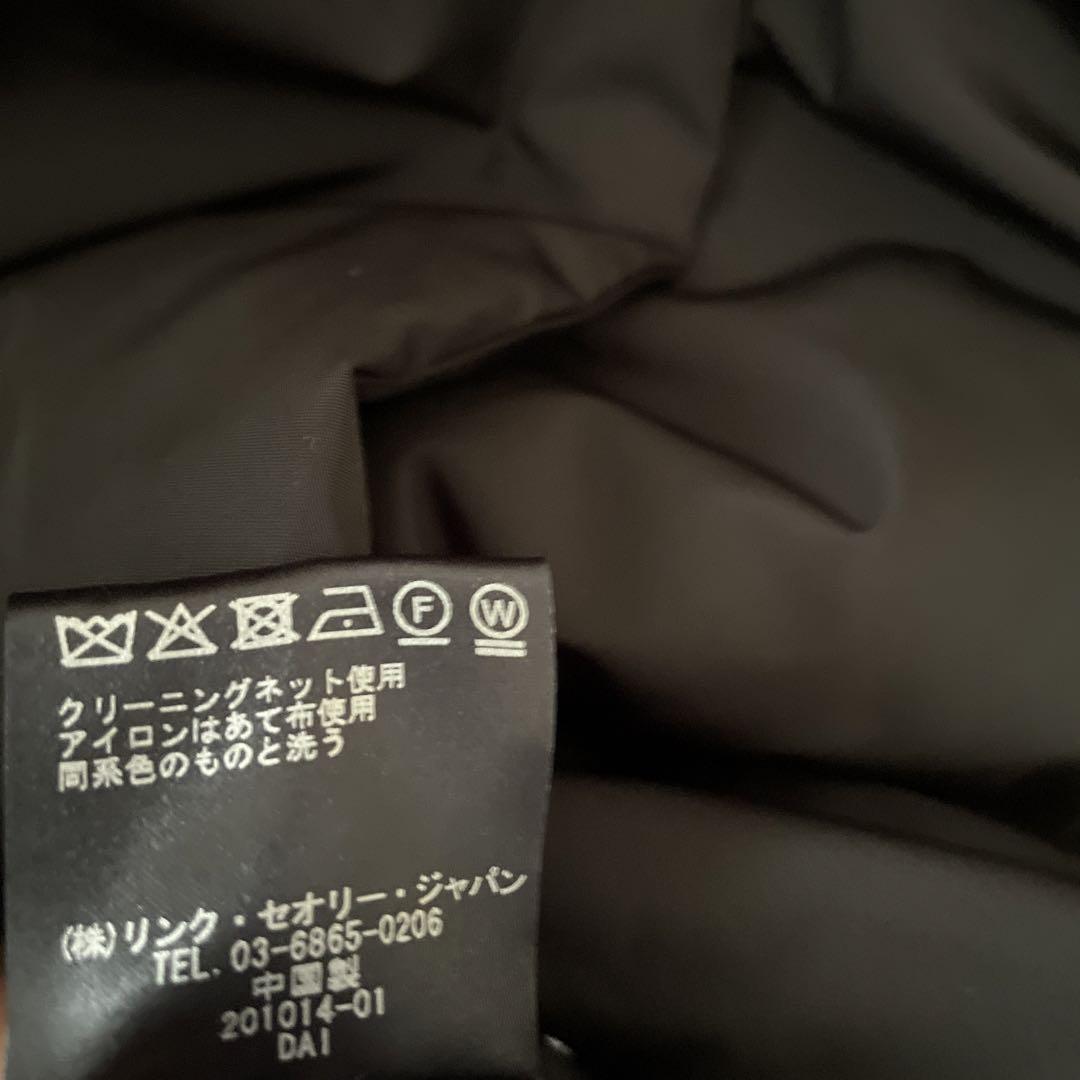 F W
クリーニングネット使用
アイロンはあて布使用
同系色のものと洗う
(株)リンク・セオリー・ジャパン
TEL. 03-6865-0206
中国製
201014-01
DAI